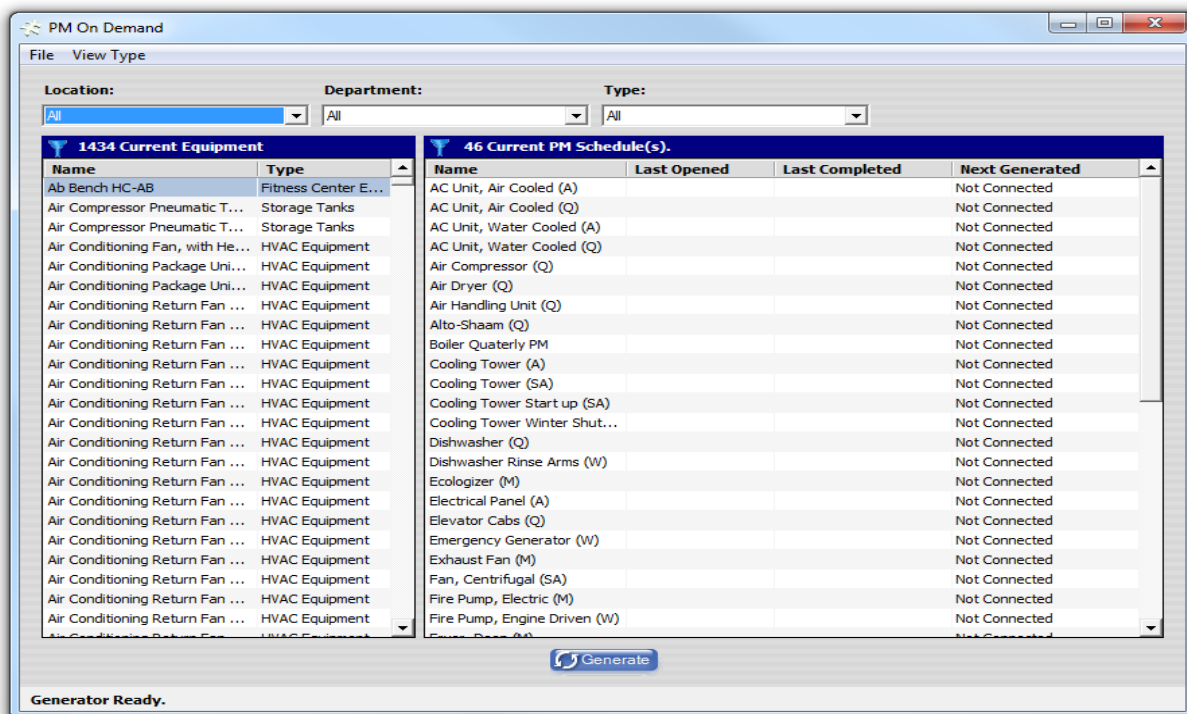 PM On Demand
File View Type
Location: Department: Type:
All All All
1434 Current Equipment 46 Current PM Schedule(s).
Name Type Name Last Opened Last Completed Next Generated
Ab Bench HC-AB Fitness Center E... AC Unit, Air Cooled (A) Not Connected
Air Compressor Pneumatic T... Storage Tanks AC Unit, Air Cooled (Q) Not Connected
Air Compressor Pneumatic T... Storage Tanks AC Unit, Water Cooled (A) Not Connected
Air Conditioning Fan, with He... HVAC Equipment AC Unit, Water Cooled (Q) Not Connected
Air Conditioning Package Uni... HVAC Equipment Air Compressor (Q) Not Connected
Air Conditioning Package Uni... HVAC Equipment Air Dryer (Q) Not Connected
Air Conditioning Return Fan ... HVAC Equipment Air Handling Unit (Q) Not Connected
Air Conditioning Return Fan ... HVAC Equipment Alto-Shaam (Q) Not Connected
Air Conditioning Return Fan ... HVAC Equipment Boiler Quaterly PM Not Connected
Air Conditioning Return Fan ... HVAC Equipment Cooling Tower (A) Not Connected
Air Conditioning Return Fan ... HVAC Equipment Cooling Tower (SA) Not Connected
Air Conditioning Return Fan ... HVAC Equipment Cooling Tower Start up (SA) Not Connected
Air Conditioning Return Fan ... HVAC Equipment Cooling Tower Winter Shut... Not Connected
Air Conditioning Return Fan ... HVAC Equipment Dishwasher (Q) Not Connected
Air Conditioning Return Fan ... HVAC Equipment Dishwasher Rinse Arms (W) Not Connected
Air Conditioning Return Fan ... HVAC Equipment Ecologizer (M) Not Connected
Air Conditioning Return Fan ... HVAC Equipment Electrical Panel (A) Not Connected
Air Conditioning Return Fan ... HVAC Equipment Elevator Cabs (Q) Not Connected
Air Conditioning Return Fan ... HVAC Equipment Emergency Generator (W) Not Connected
Air Conditioning Return Fan ... HVAC Equipment Exhaust Fan (M) Not Connected
Air Conditioning Return Fan ... HVAC Equipment Fan, Centrifugal (SA) Not Connected
Air Conditioning Return Fan ... HVAC Equipment Fire Pump, Electric (M) Not Connected
Air Conditioning Return Fan ... HVAC Equipment Fire Pump, Engine Driven (W) Not Connected
Air Conditioning Return Fan HVAC Equipment Fryer, Deep (M) Not Connected
Generate
Generator Ready.